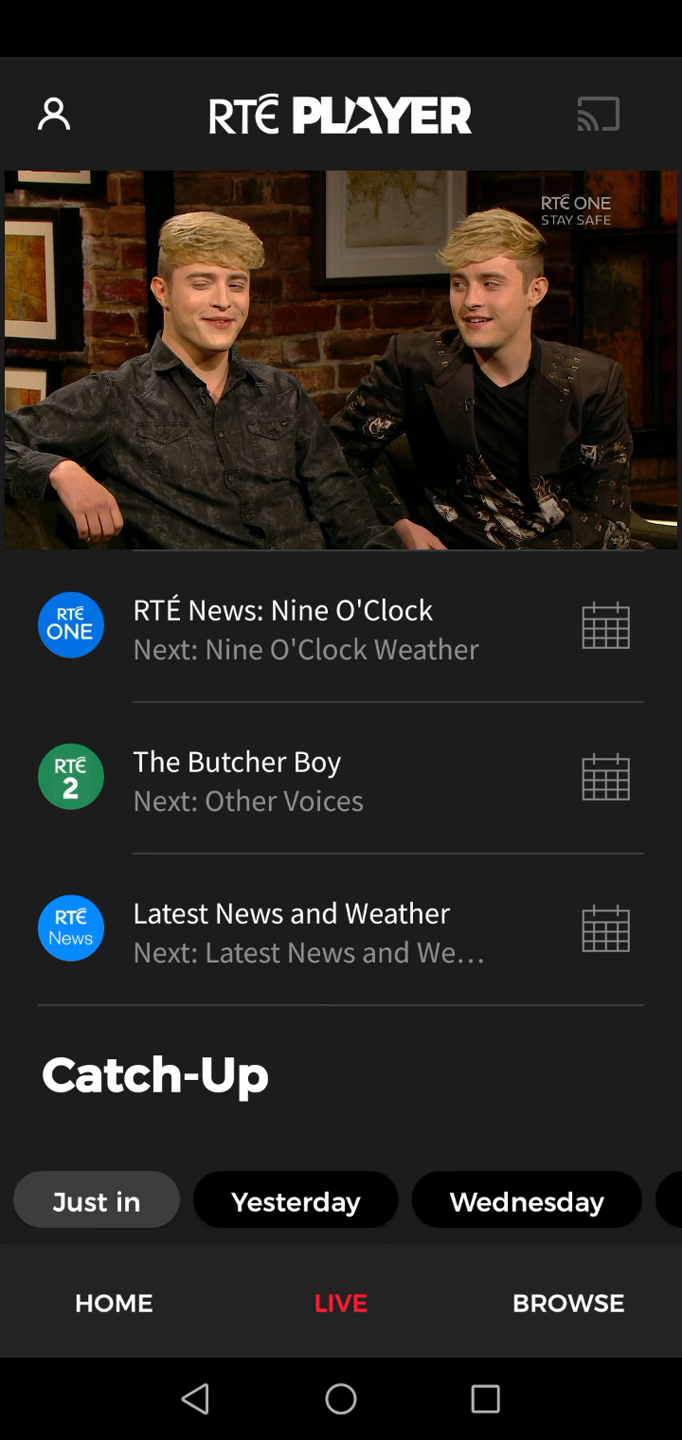 RTÉ PLAYER
RTÉ ONE
STAY SAFE
RTÉ
ONE
RTÉ News: Nine O'Clock
Next: Nine O'Clock Weather
RTÉ
2
The Butcher Boy
Next: Other Voices
RTÉ
News
Latest News and Weather
Next: Latest News and We...
Catch-Up
Just in
Yesterday
Wednesday
HOME
LIVE
BROWSE